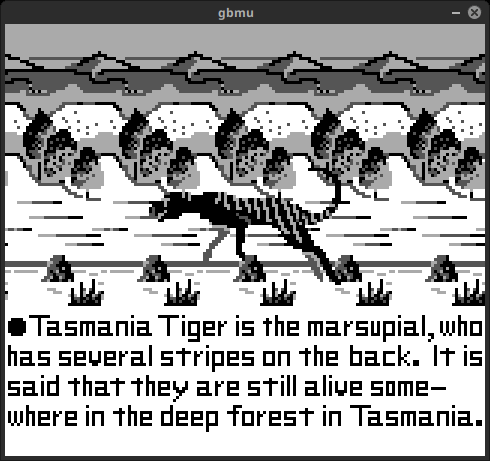 gbmu
●Tasmania Tiger is the marsupial, who
has several stripes on the back. It is
said that they are still alive some-
where in the deep forest in Tasmania.